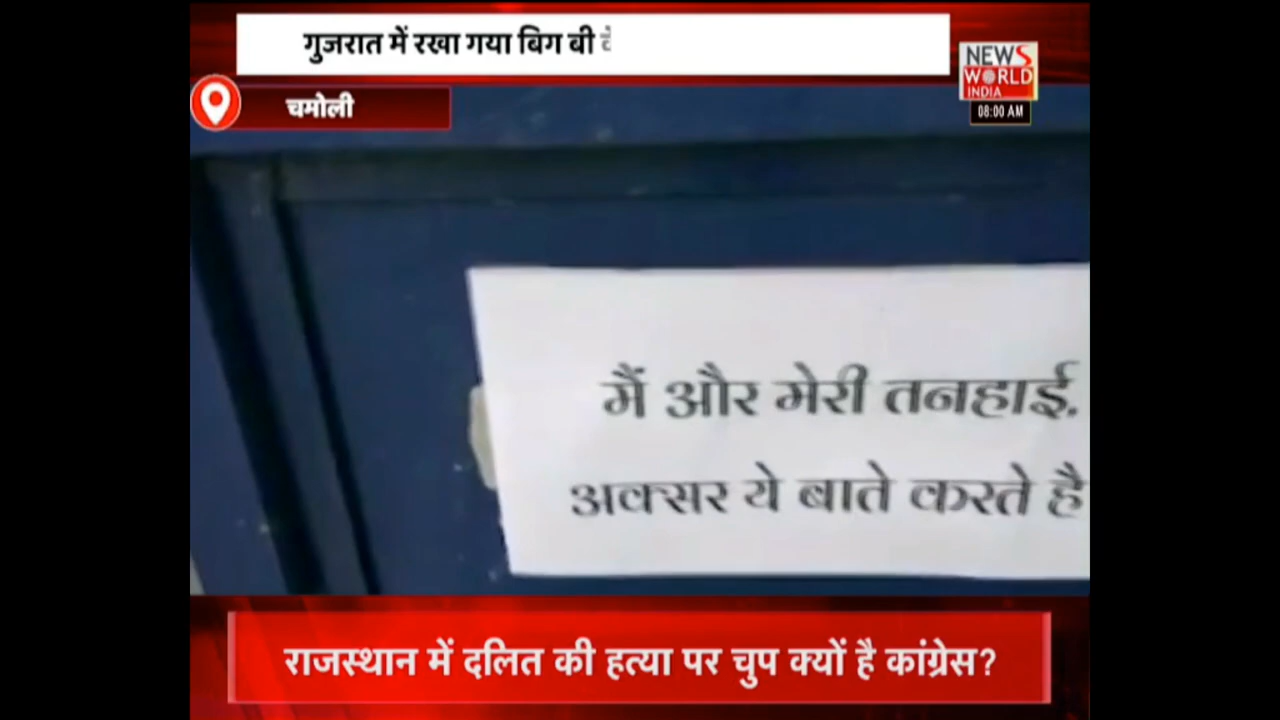 गुजरात में रखा गया बिग बी
चमोली
NEWS
WORLD
INDIA
08:00 AM
मैं और मेरी तनहाई.
अक्सर ये बाते करते है
राजस्थान में दलित की हत्या पर चुप क्यों है कांग्रेस?